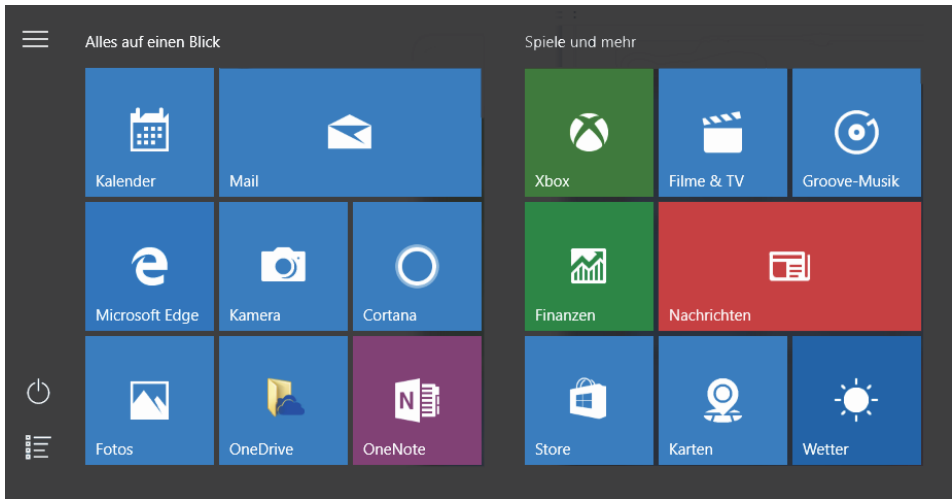 Alles auf einen Blick
Spiele und mehr
Kalender
Mail
Xbox
Filme & TV
Groove-Musik
Microsoft Edge
Kamera
Cortana
Finanzen
Nachrichten
Fotos
OneDrive
OneNote
Store
Karten
Wetter